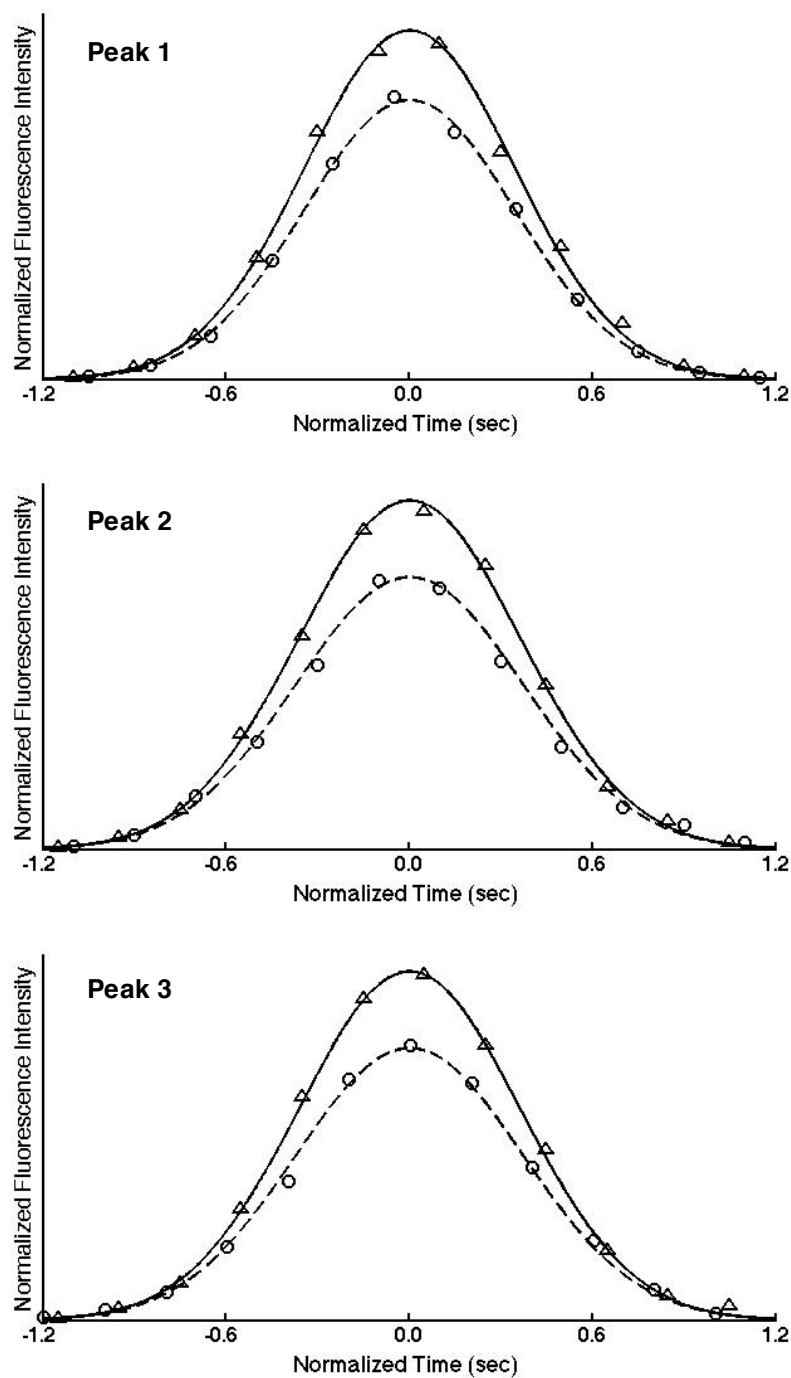 Peak 1
Normalized Fluorescence Intensity
-1.2 -0.6 0.0 0.6 1.2
Normalized Time (sec)
Peak 2
Normalized Fluorescence Intensity
-1.2 -0.6 0.0 0.6 1.2
Normalized Time (sec)
Peak 3
Normalized Fluorescence Intensity
-1.2 -0.6 0.0 0.6 1.2
Normalized Time (sec)